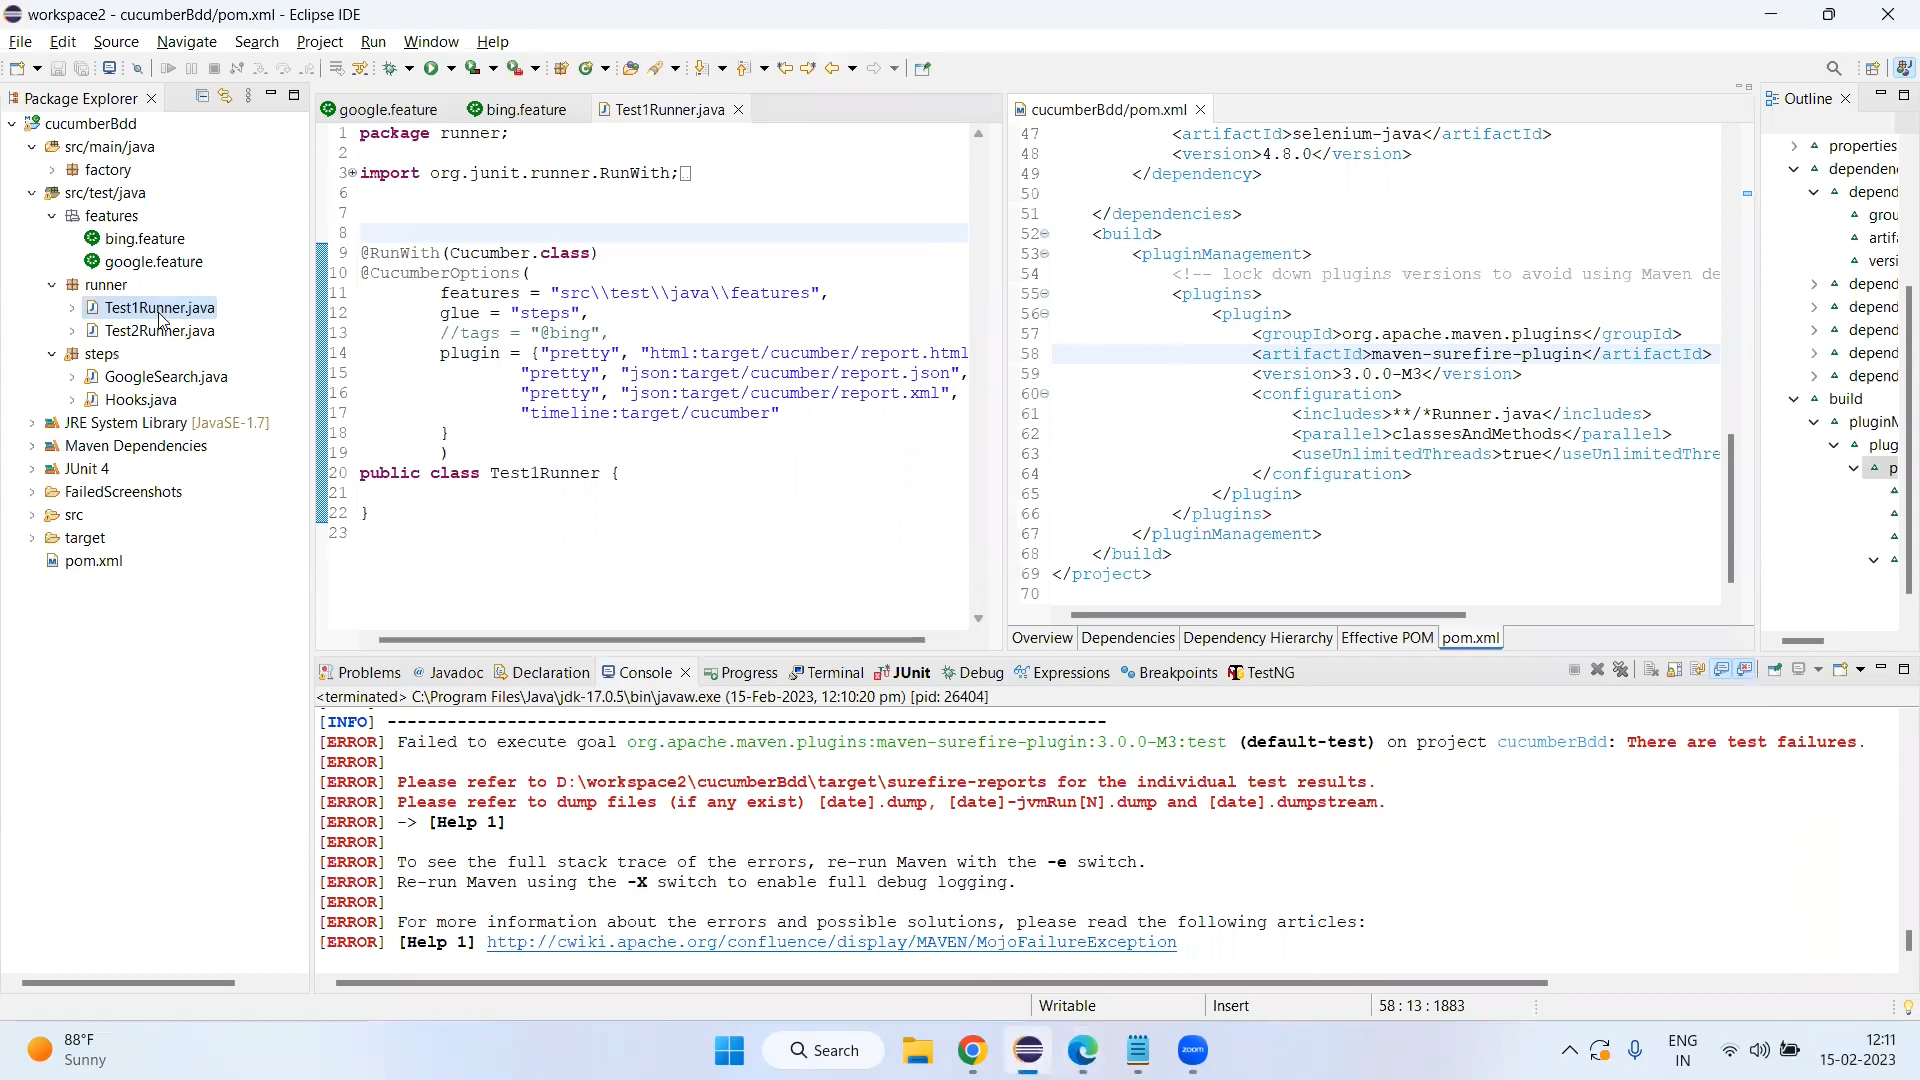 workspace2 - cucumberBdd/pom.xml - Eclipse IDE
File Edit Source Navigate Search Project Run Window Help
Package Explorer
cucumberBdd
src/main/java
factory
src/test/java
features
bing.feature
google.feature
runner
Test1Runner.java
Test2Runner.java
steps
GoogleSearch.java
Hooks.java
JRE System Library [JavaSE-1.7]
Maven Dependencies
JUnit 4
FailedScreenshots
src
target
pom.xml
google.feature bing.feature Test1Runner.java
1 package runner;
2
3 import org.junit.runner.RunWith;
6
7
8
9 @RunWith(Cucumber.class)
10 @CucumberOptions(
11 features = "src\\test\\java\\features",
12 glue = "steps",
13 //tags = "@bing",
14 plugin = {"pretty", "html:target/cucumber/report.html
15 "pretty", "json:target/cucumber/report.json",
16 "pretty", "json:target/cucumber/report.xml",
17 "timeline:target/cucumber"
18 }
19 )
20 public class Test1Runner {
21
22 }
23
cucumberBdd/pom.xml
47 <artifactId>selenium-java</artifactId>
48 <version>4.8.0</version>
49 </dependency>
50
51 </dependencies>
52 <build>
53 <pluginManagement>
54 <!-- lock down plugins versions to avoid using Maven de
55 <plugins>
56 <plugin>
57 <groupId>org.apache.maven.plugins</groupId>
58 <artifactId>maven-surefire-plugin</artifactId>
59 <version>3.0.0-M3</version>
60 <configuration>
61 <includes>**/*Runner.java</includes>
62 <parallel>classesAndMethods</parallel>
63 <useUnlimitedThreads>true</useUnlimitedThre
64 </configuration>
65 </plugin>
66 </plugins>
67 </pluginManagement>
68 </build>
69 </project>
70
Overview Dependencies Dependency Hierarchy Effective POM pom.xml
Outline
properties
dependen
depend
grou
artifa
versi
depend
depend
depend
depend
depend
build
pluginM
plug
p
Problems Javadoc Declaration Console Progress Terminal JUnit Debug Expressions Breakpoints TestNG
<terminated> C:\Program Files\Java\jdk-17.0.5\bin\javaw.exe (15-Feb-2023, 12:10:20 pm) [pid: 26404]
[INFO] ------------------------------------------------------------------------
[ERROR] Failed to execute goal org.apache.maven.plugins:maven-surefire-plugin:3.0.0-M3:test (default-test) on project cucumberBdd: There are test failures.
[ERROR]
[ERROR] Please refer to D:\workspace2\cucumberBdd\target\surefire-reports for the individual test results.
[ERROR] Please refer to dump files (if any exist) [date].dump, [date]-jvmRun[N].dump and [date].dumpstream.
[ERROR] -> [Help 1]
[ERROR]
[ERROR] To see the full stack trace of the errors, re-run Maven with the -e switch.
[ERROR] Re-run Maven using the -X switch to enable full debug logging.
[ERROR]
[ERROR] For more information about the errors and possible solutions, please read the following articles:
[ERROR] [Help 1] http://cwiki.apache.org/confluence/display/MAVEN/MojoFailureException
Writable Insert 58 : 13 : 1883
88°F
Sunny
Search
zoom
ENG
IN
12:11
15-02-2023